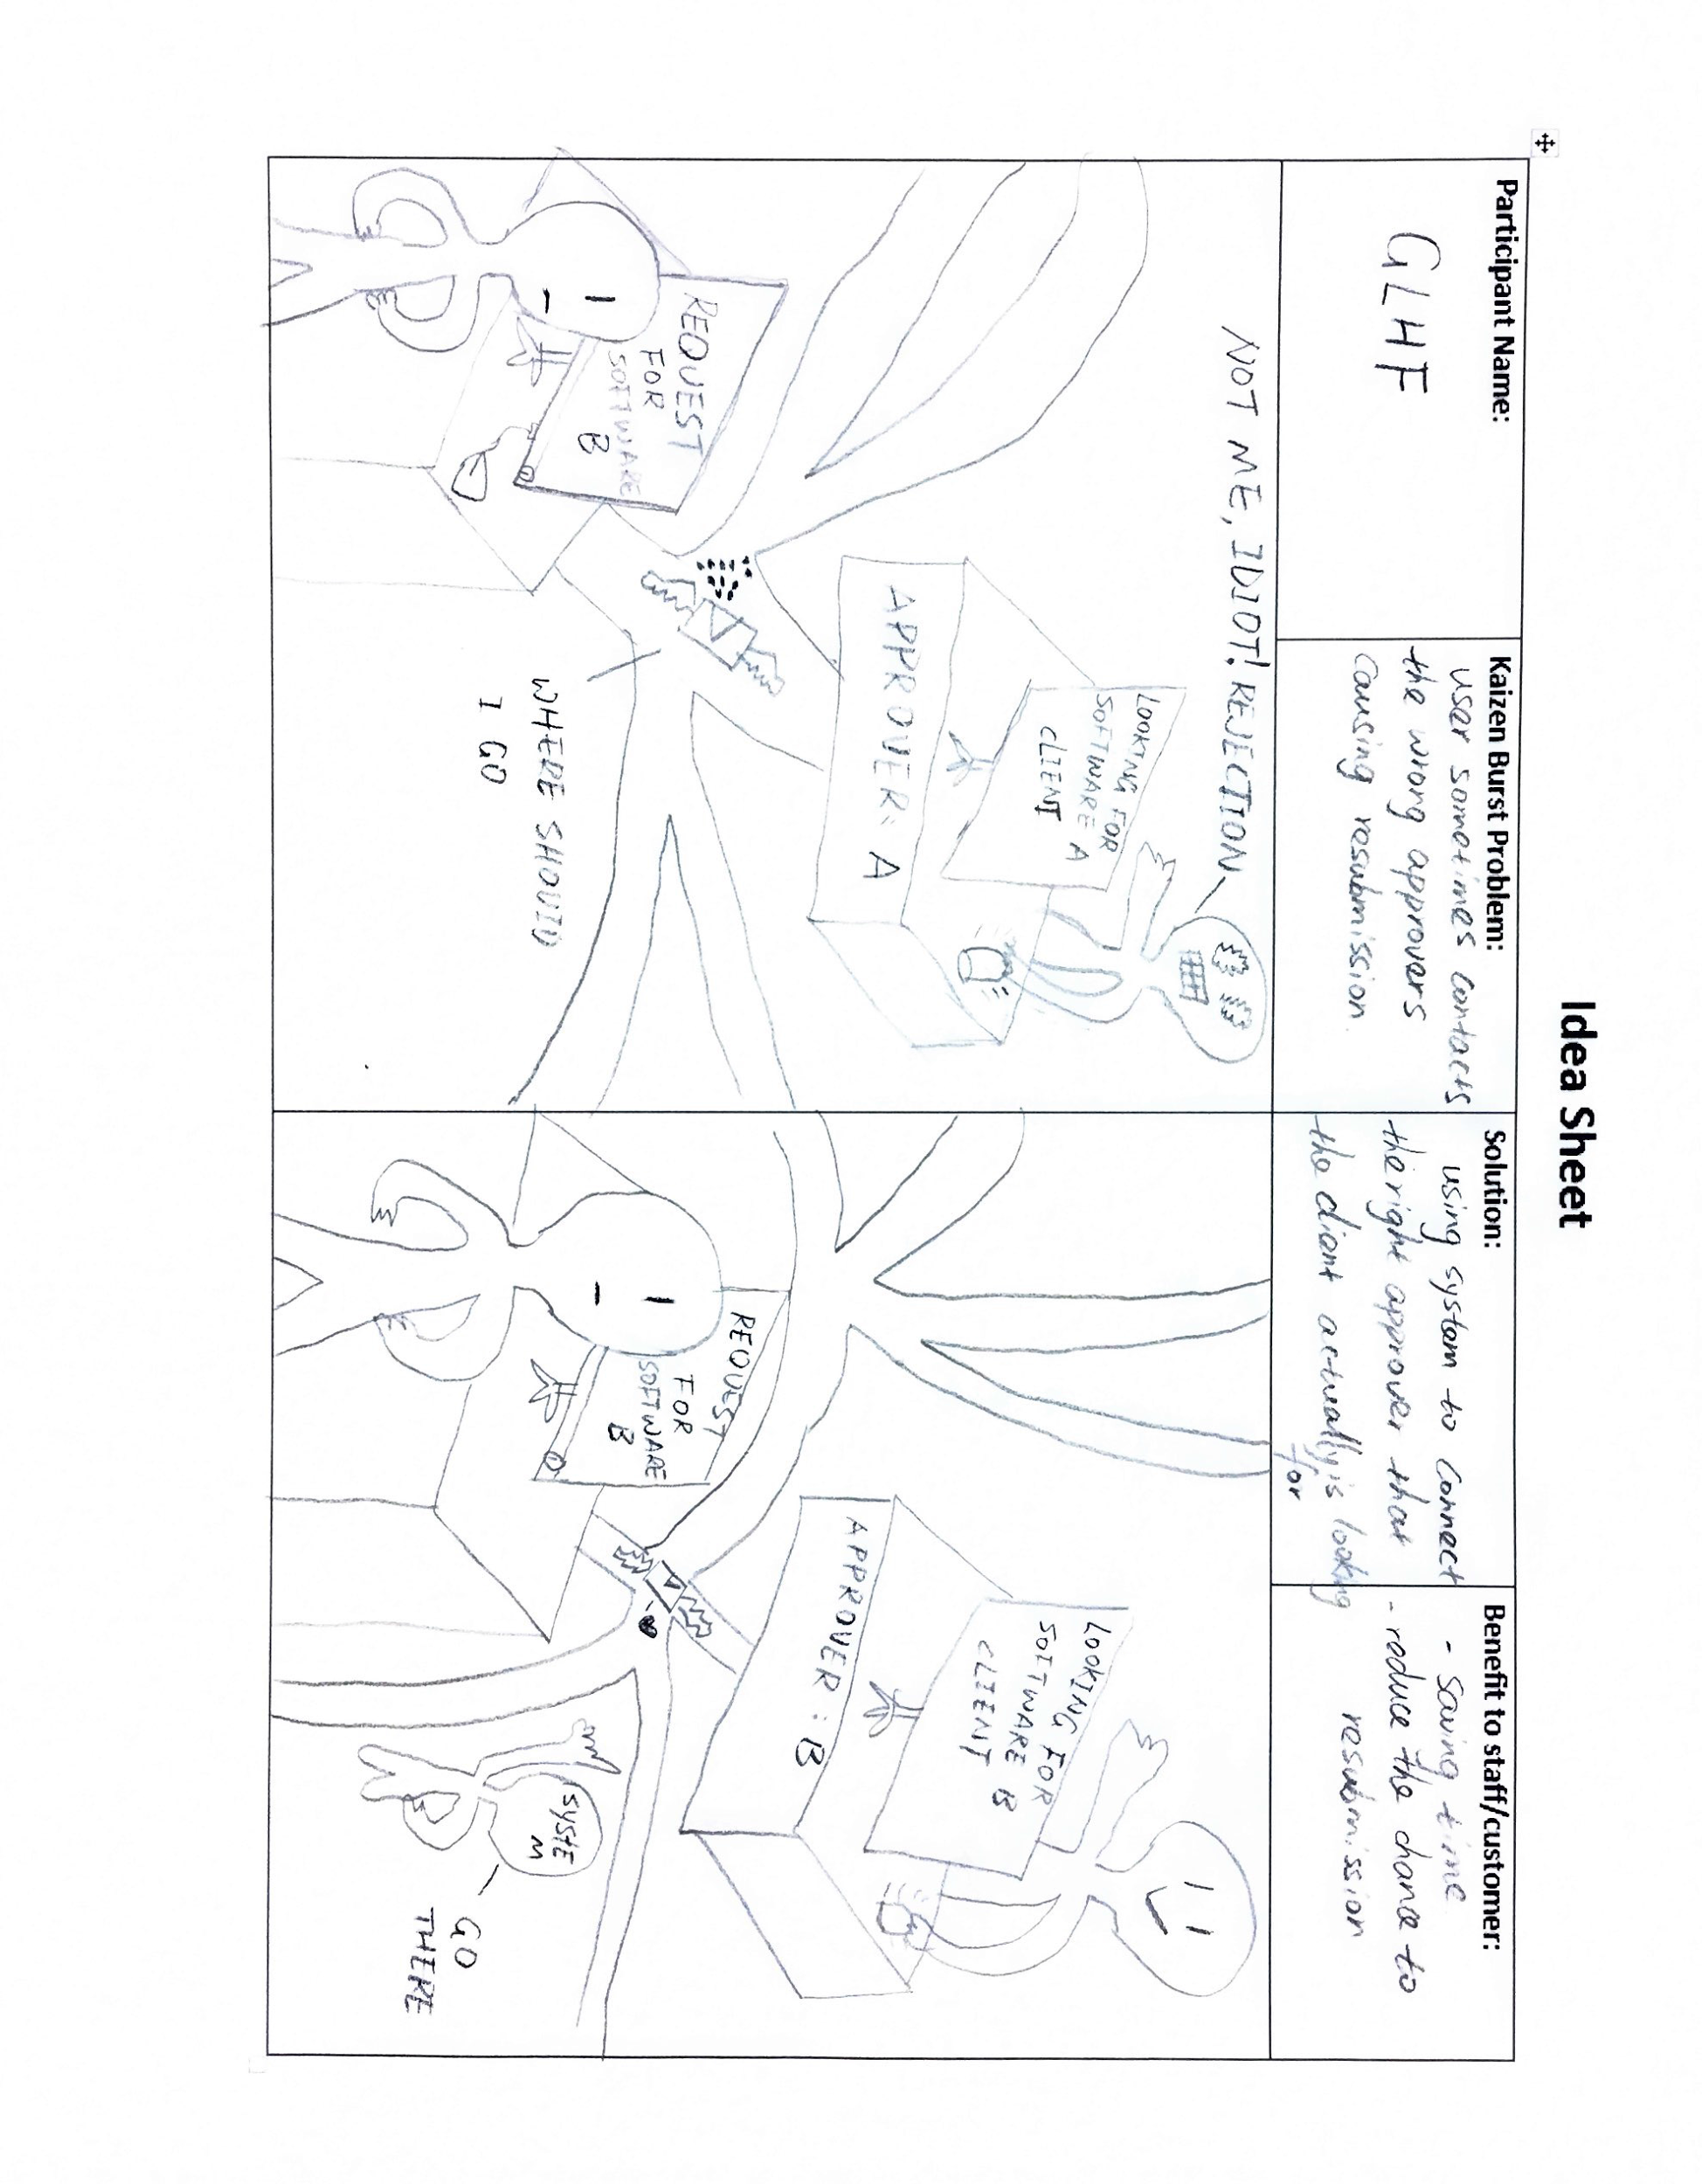 Idea Sheet
Participant Name:
GLHF
Kaizen Burst Problem:
user sometimes contacts
the wrong approvers
causing resubmission.
Solution:
using system to connect
the right approver that
the client actually is looking
for
Benefit to staff/customer:
- saving time
- reduce the chance to
resubmission
NOT ME, IDIOT! REJECTION
LOOKING FOR
SOFTWARE A
CLIENT
APPROVER: A
REQUEST
FOR
SOFTWARE
B
WHERE SHOULD
I GO
LOOKING FOR
SOFTWARE B
CLIENT
APPROVER: B
REQUEST
FOR
SOFTWARE
B
SYSTE
M
GO
THERE